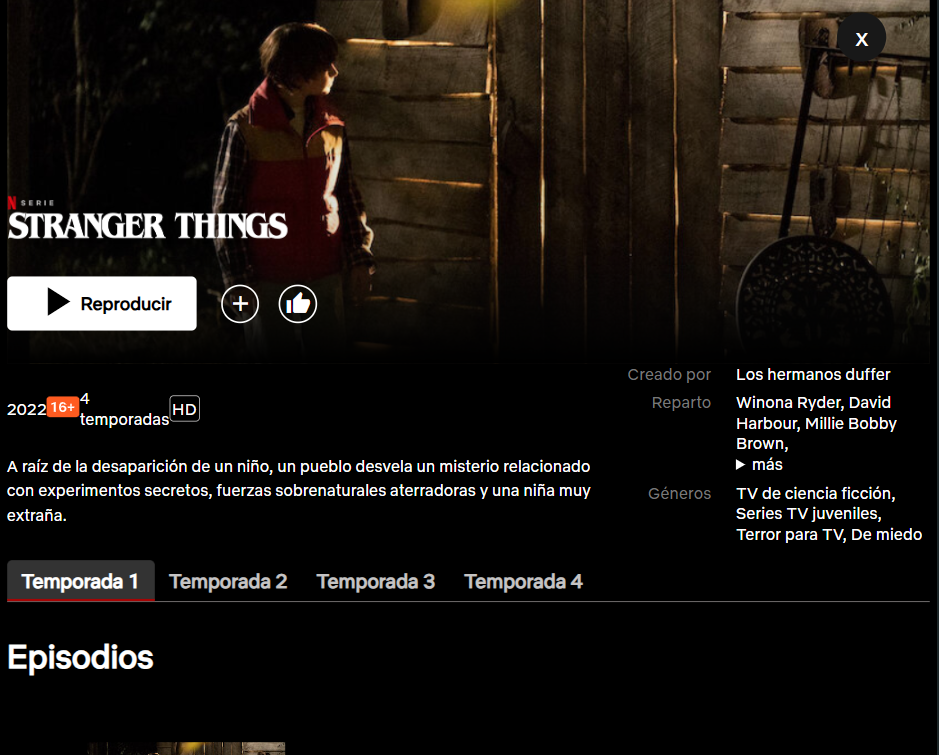 X
N SERIE
STRANGER THINGS
Reproducir
2022 16+ 4 temporadas HD
A raíz de la desaparición de un niño, un pueblo desvela un misterio relacionado
con experimentos secretos, fuerzas sobrenaturales aterradoras y una niña muy
extraña.
Creado por Los hermanos duffer
Reparto Winona Ryder, David
Harbour, Millie Bobby
Brown,
más
Géneros TV de ciencia ficción,
Series TV juveniles,
Terror para TV, De miedo
Temporada 1 Temporada 2 Temporada 3 Temporada 4
Episodios